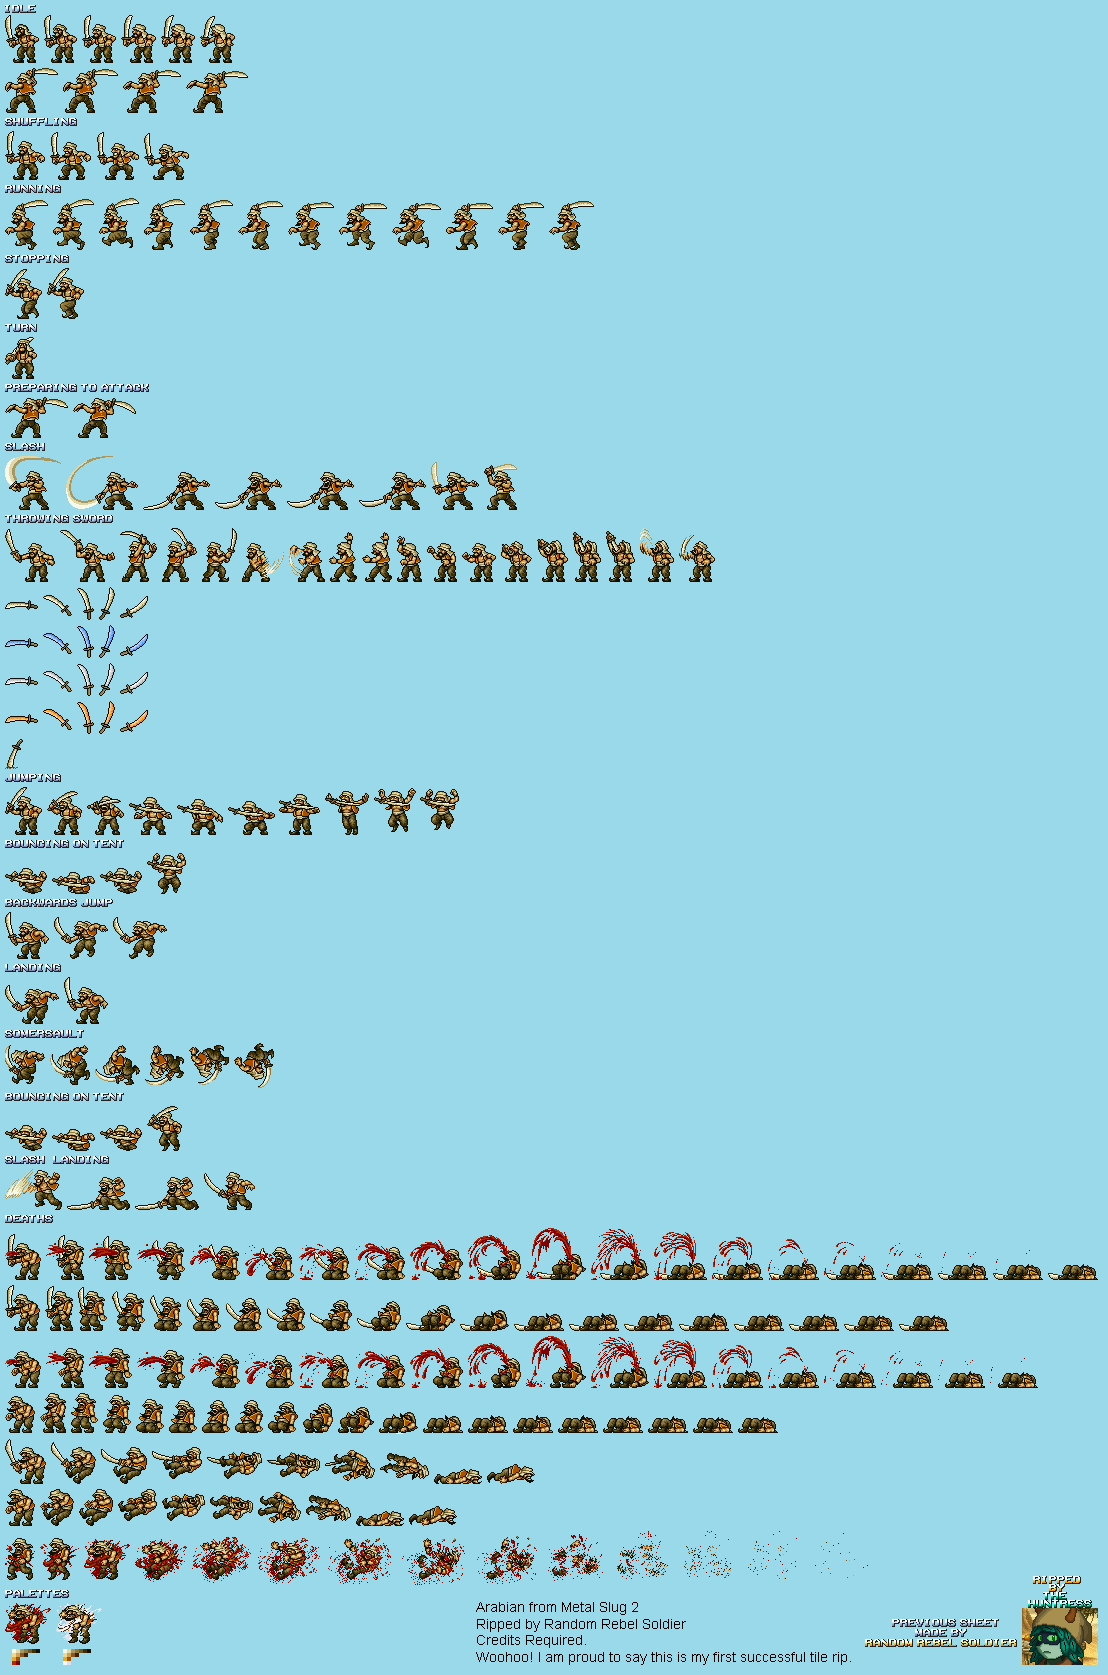 IDLE
SHUFFLING
RUNNING
STOPPING
TURN
PREPARING TO ATTACK
SLASH
THROWING SWORD
JUMPING
BOUNCING ON TENT
BACKWARDS JUMP
LANDING
SOMERSAULT
BOUNCING ON TENT
SLASH LANDING
DEATHS
PALETTES
Arabian from Metal Slug 2
Ripped by Random Rebel Soldier
Credits Required.
Woohoo! I am proud to say this is my first successful tile rip.
PREVIOUS SHEET
MADE BY
RANDOM REBEL SOLDIER
RIPPED
BY
THE
HUNTRESS